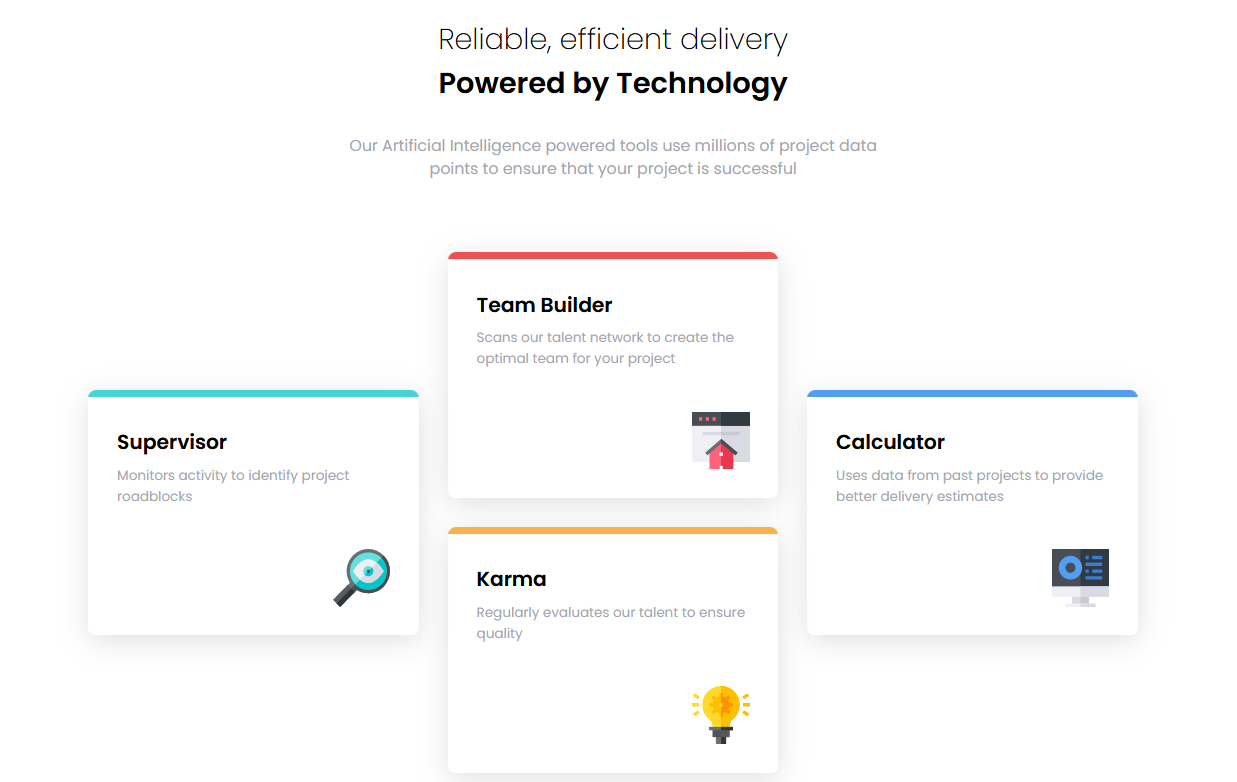 Reliable, efficient delivery
Powered by Technology
Our Artificial Intelligence powered tools use millions of project data
points to ensure that your project is successful
Team Builder
Scans our talent network to create the
optimal team for your project
Supervisor
Monitors activity to identify project
roadblocks
Calculator
Uses data from past projects to provide
better delivery estimates
Karma
Regularly evaluates our talent to ensure
quality